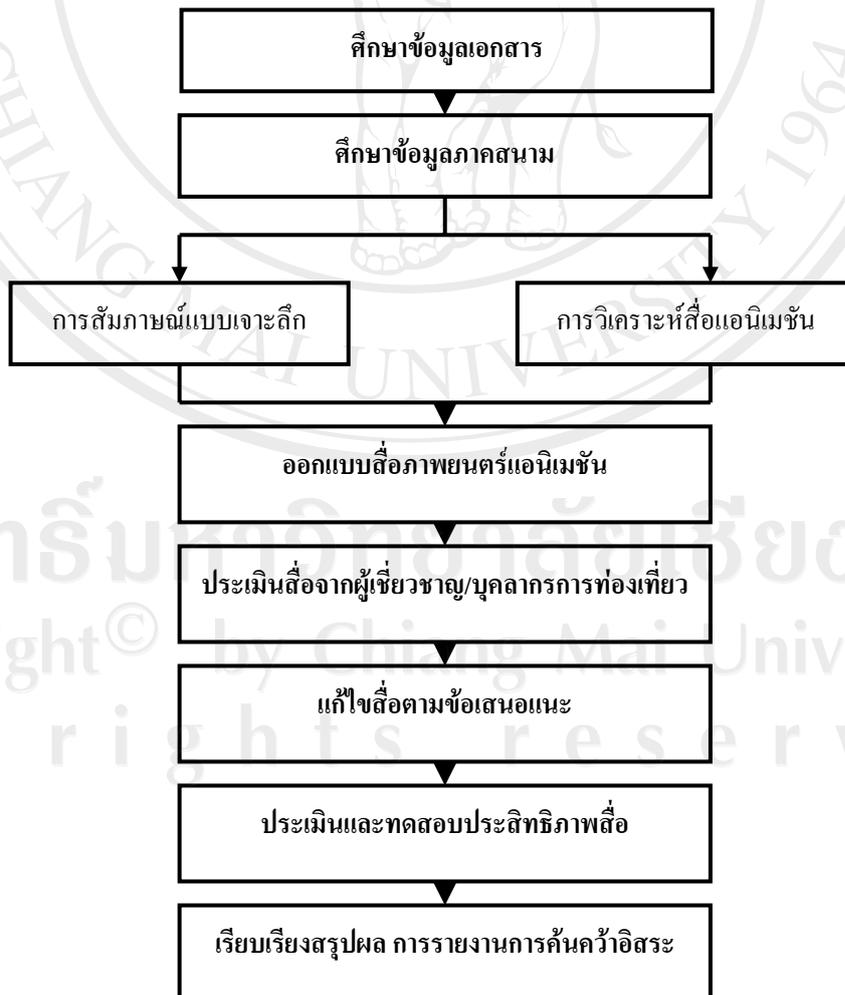 ศึกษาข้อมูลเอกสาร
ศึกษาข้อมูลภาคสนาม
CHIANG MAI UNIVERSITY 1964
การสัมภาษณ์แบบเจาะลึก
การวิเคราะห์สื่อแอนิเมชัน
ออกแบบสื่อภาพยนตร์แอนิเมชัน
ประเมินสื่อจากผู้เชี่ยวชาญ/บุคลากรการท่องเที่ยว
by Chiang Mai
แก้ไขสื่อตามข้อเสนอแนะ
rights reserv
ประเมินและทดสอบประสิทธิภาพสื่อ
เรียบเรียงสรุปผล การรายงานการค้นคว้าอิสระ